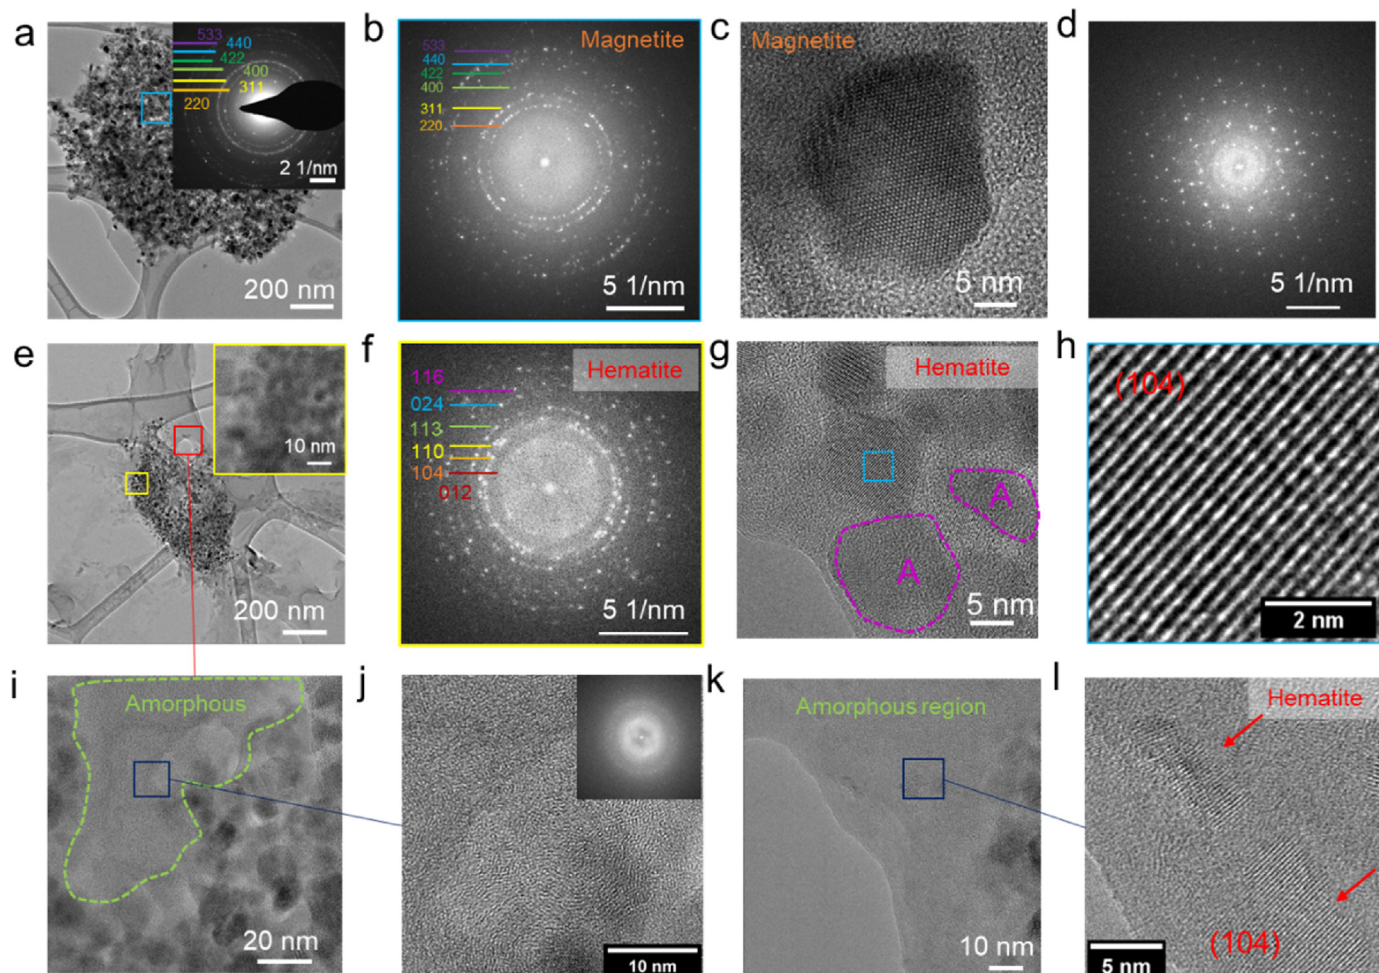 a
533
440
422
400
311
220
2 1/nm
200 nm
b
Magnetite
533
440
422
400
311
220
5 1/nm
c
Magnetite
5 nm
d
5 1/nm
e
10 nm
200 nm
f
Hematite
116
024
113
110
104
012
5 1/nm
g
Hematite
A
A
5 nm
h
(104)
2 nm
i
Amorphous
20 nm
j
10 nm
k
Amorphous region
10 nm
l
Hematite
(104)
5 nm